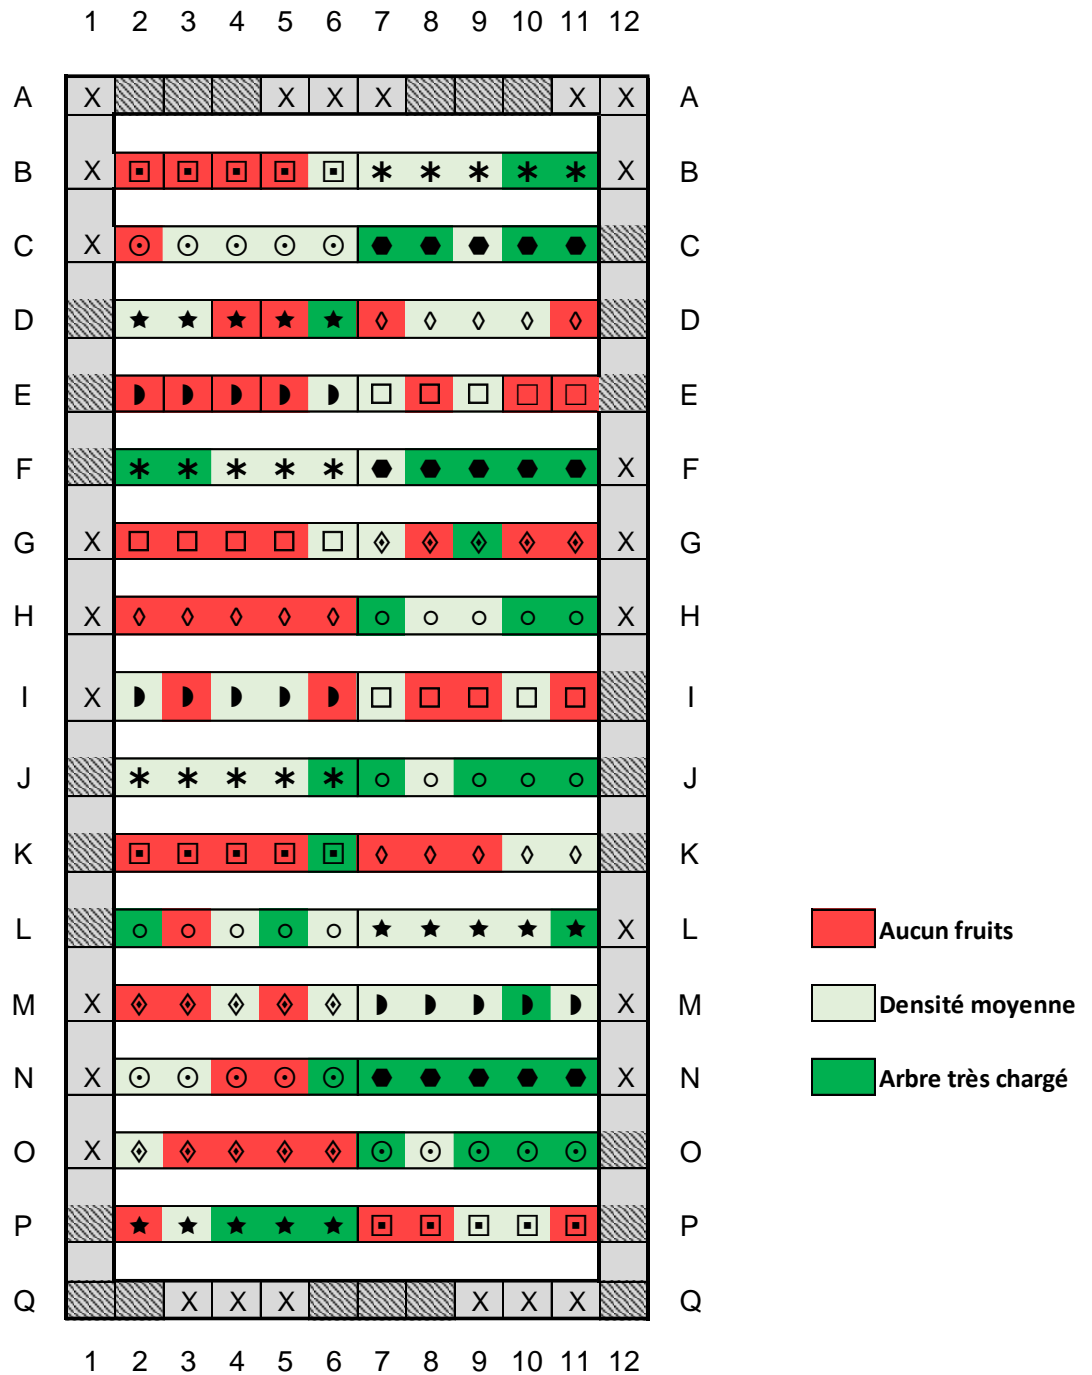 1 2 3 4 5 6 7 8 9 10 11 12
A X X X X X X A
B X X B
C X C
D D
E E
F X F
G X X G
H X X H
I X I
J J
K K
L X L
Aucun fruits
M X X M
Densité moyenne
N X X N
Arbre très chargé
O X O
P P
Q X X X X X X Q
1 2 3 4 5 6 7 8 9 10 11 12